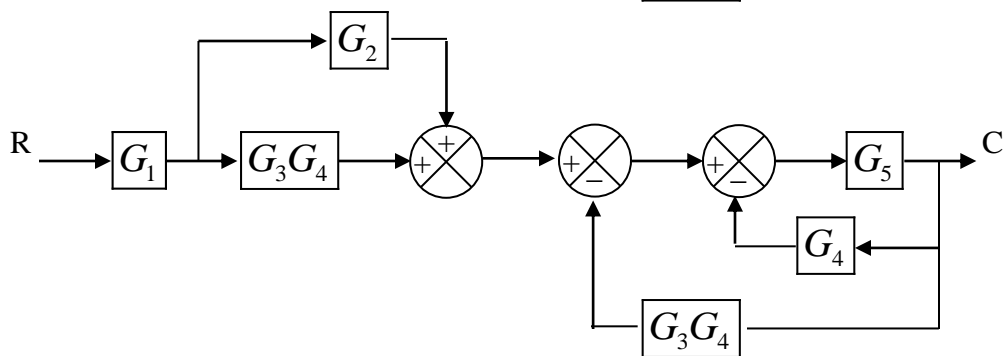 G₂
R
G₁
G₃G₄
+
+
+
−
+
−
G₅
C
G₄
G₃G₄